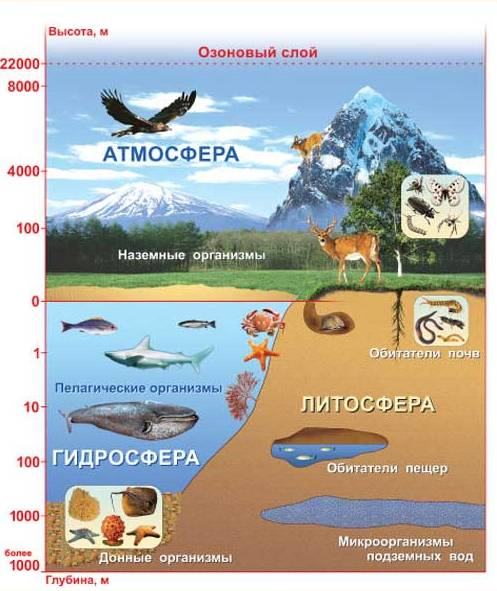 Высота, м
Озоновый слой
22000
8000
АТМОСФЕРА
4000
100
Наземные организмы
0
1
Обитатели почв
Пелагические организмы
10
ЛИТОСФЕРА
100
ГИДРОСФЕРА
Обитатели пещер
1000
Микроорганизмы
подземных вод
более
1000
Донные организмы
Глубина, м